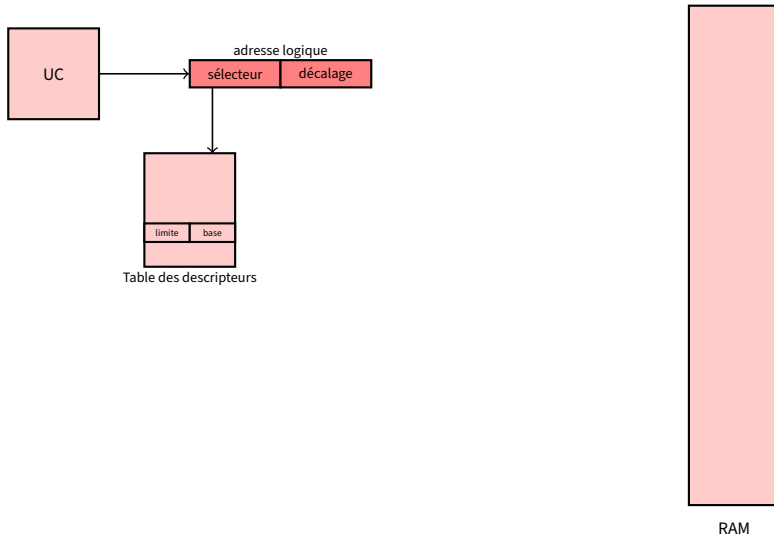 adresse logique
UC
sélecteur
décalage
limite
base
Table des descripteurs
RAM